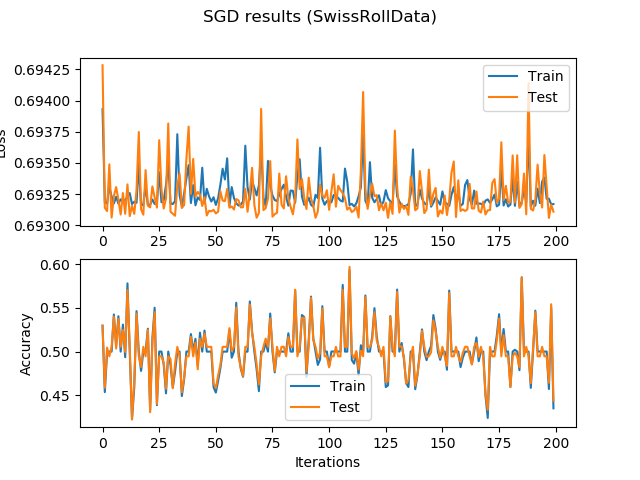 SGD results (SwissRollData)
Loss
0.69425
0.69400
0.69375
0.69350
0.69325
0.69300
Train
Test
0 25 50 75 100 125 150 175 200
Accuracy
0.60
0.55
0.50
0.45
Train
Test
0 25 50 75 100 125 150 175 200
Iterations